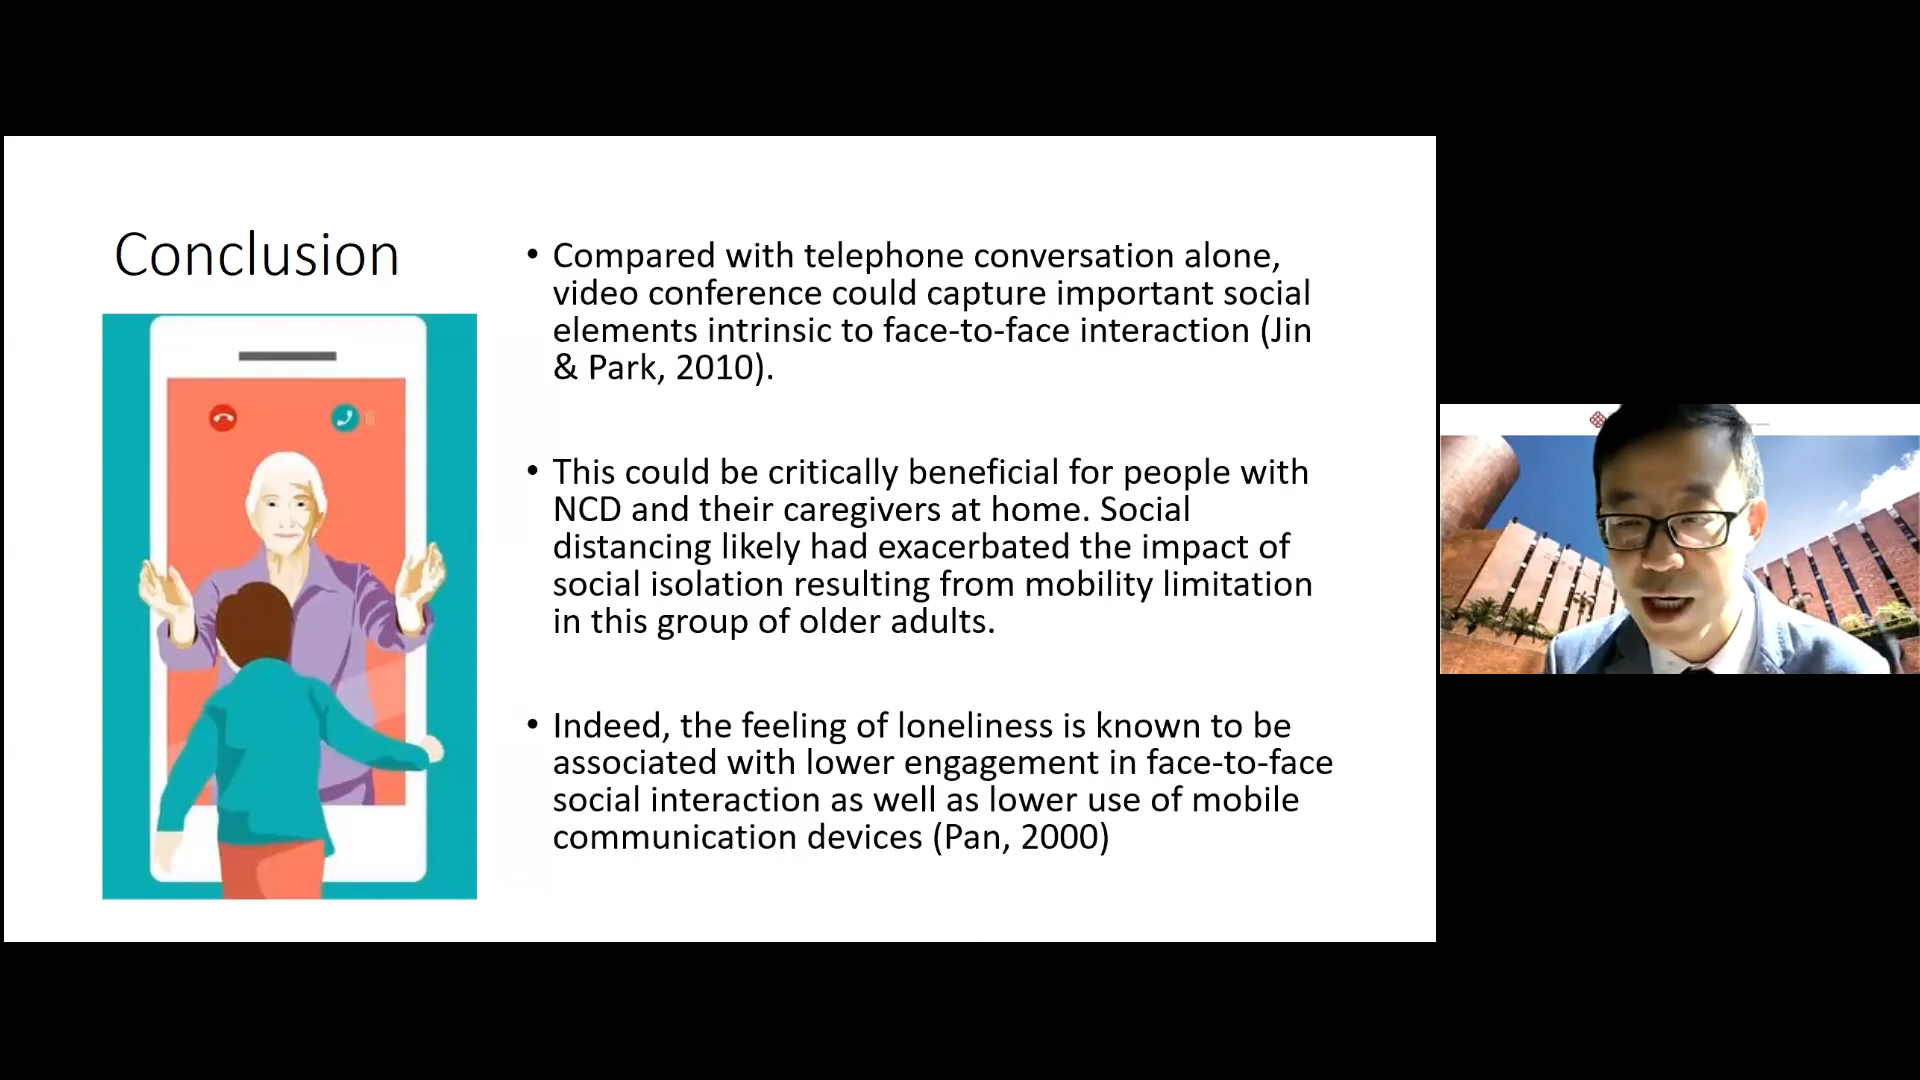 Conclusion
• Compared with telephone conversation alone,
video conference could capture important social
elements intrinsic to face-to-face interaction (Jin
& Park, 2010).
• This could be critically beneficial for people with
NCD and their caregivers at home. Social
distancing likely had exacerbated the impact of
social isolation resulting from mobility limitation
in this group of older adults.
• Indeed, the feeling of loneliness is known to be
associated with lower engagement in face-to-face
social interaction as well as lower use of mobile
communication devices (Pan, 2000)